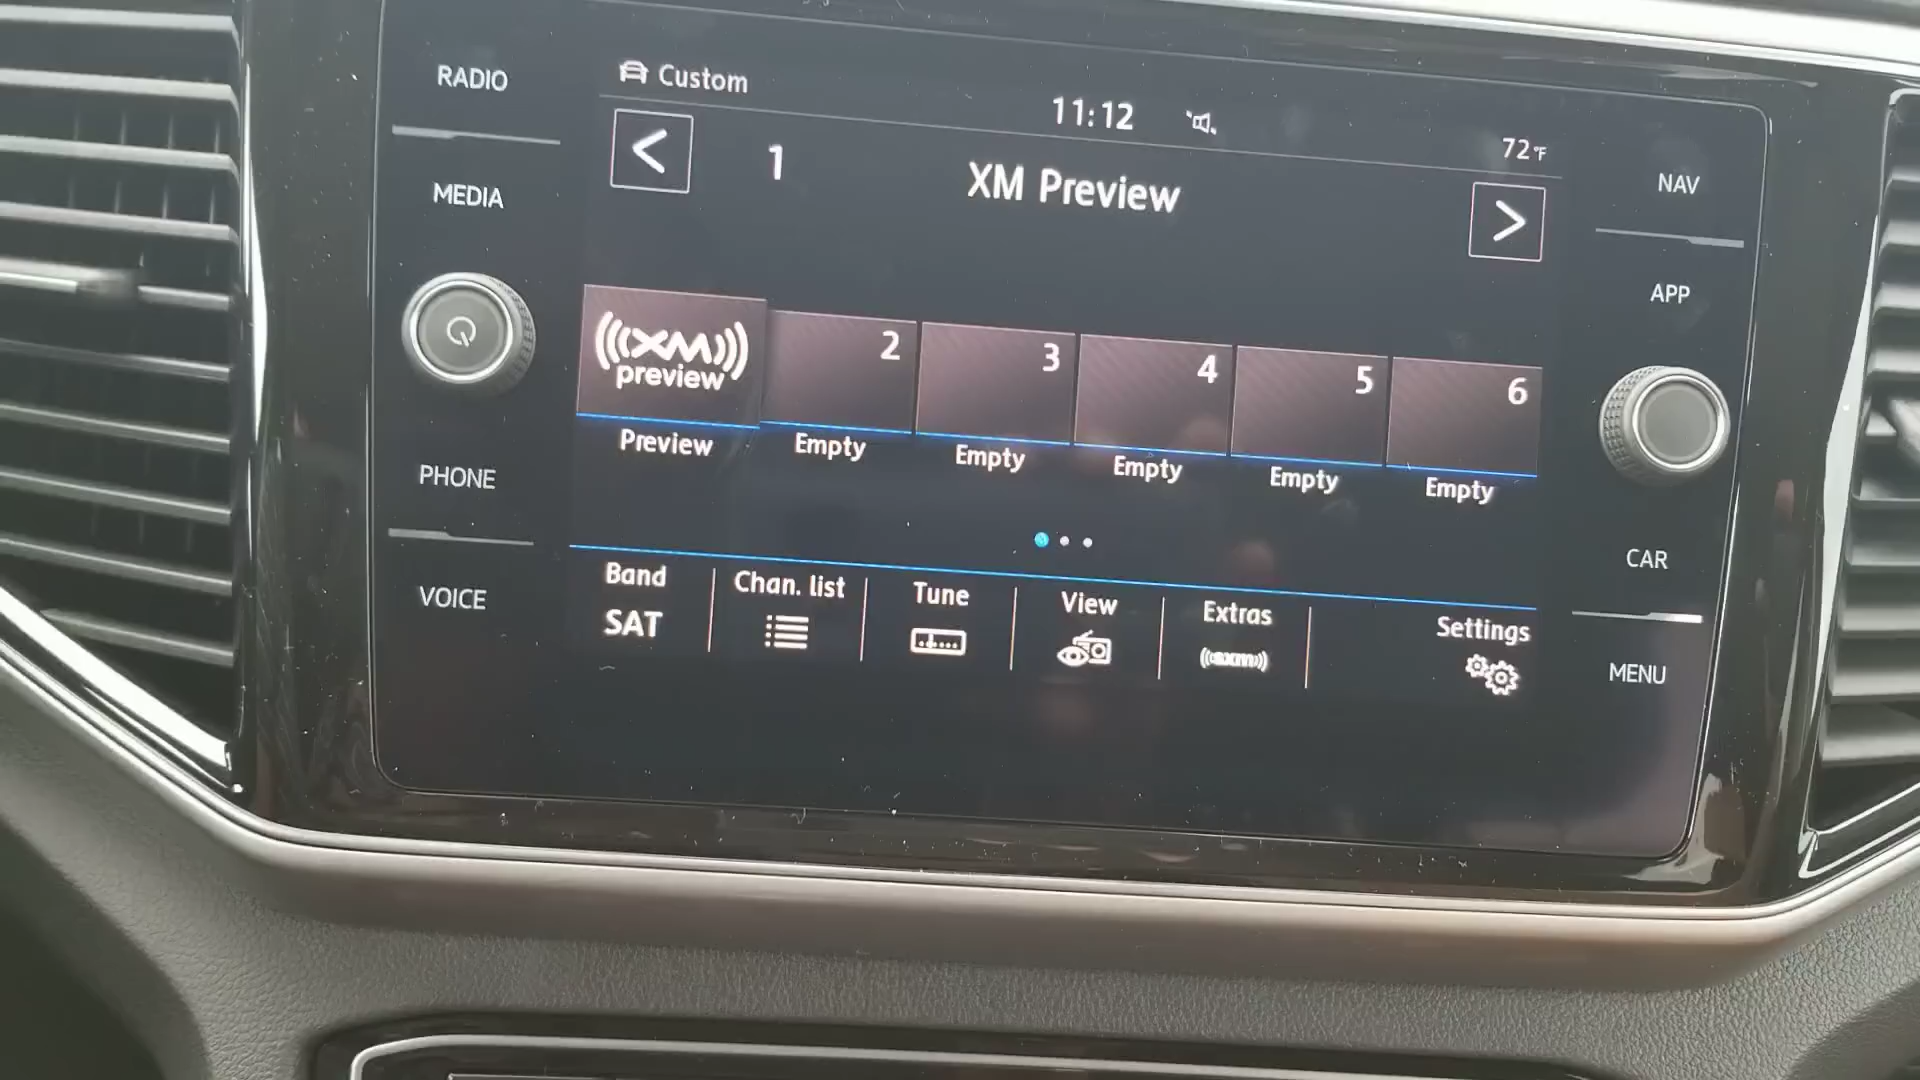 RADIO
MEDIA
PHONE
VOICE
Custom
11:12
72°F
1
XM Preview
((XM))
preview
2
3
4
5
6
Preview
Empty
Empty
Empty
Empty
Empty
Band
SAT
Chan. list
Tune
View
Extras
((sxm))
Settings
NAV
APP
CAR
MENU